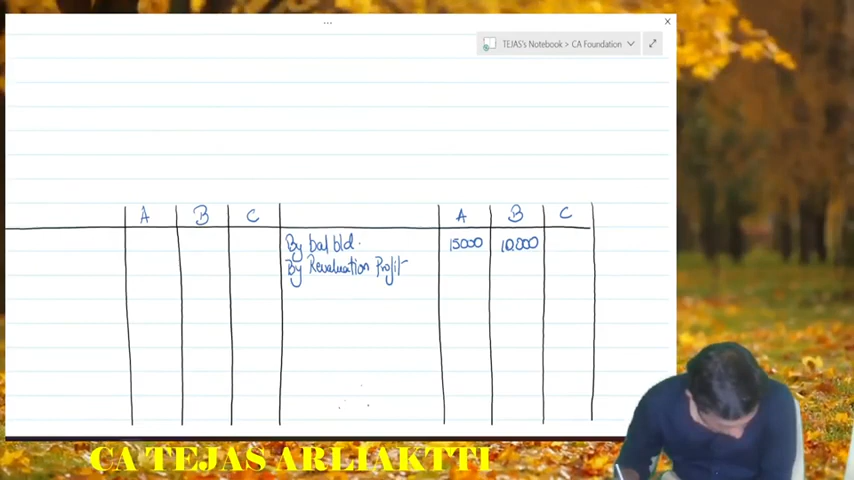 TEJAS's Notebook > CA Foundation
A B C A B C
By bal b/d. 15000 10,000
By Revaluation Profit
CA TEJAS ARLIAKTTI